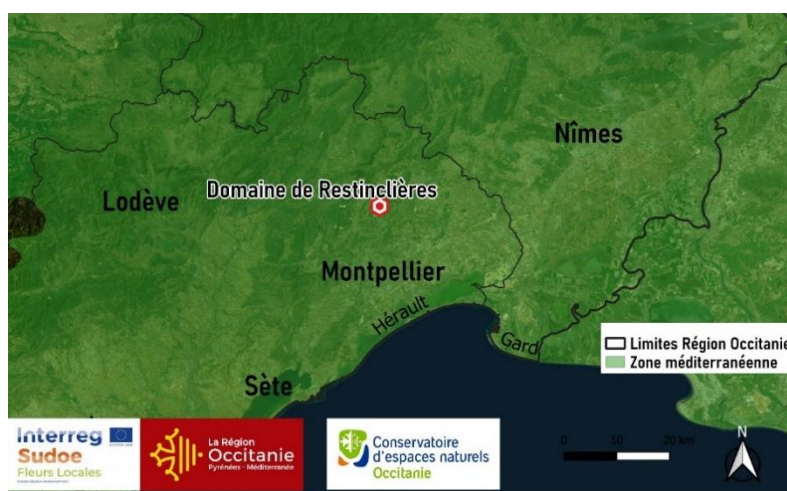 Nîmes
Domaine de Restinclières
Lodève
Montpellier
Hérault
Gard
Limites Région Occitanie
Zone méditerranéenne
Sète
Interreg
Sudoe
Fleurs Locales
La Région
Occitanie
Pyrénées - Méditerranée
Conservatoire
d'espaces naturels
Occitanie
0 10 20 km
N